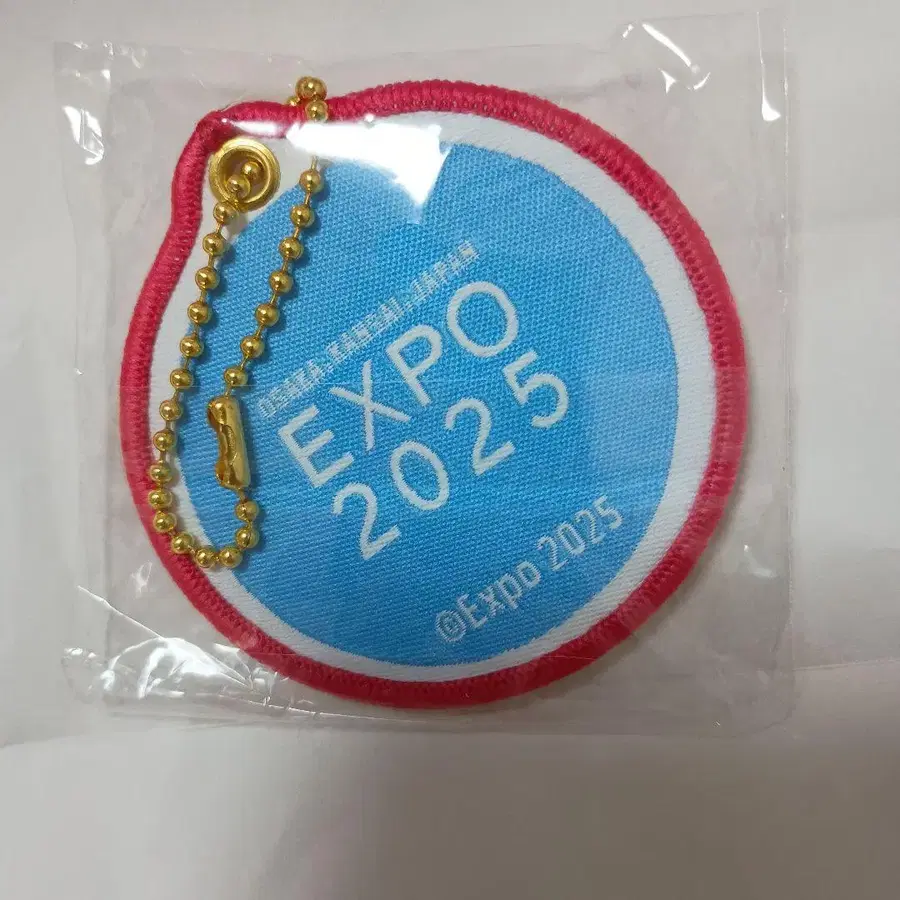 OSAKA, KANSAI, JAPAN
EXPO
2025
©Expo 2025